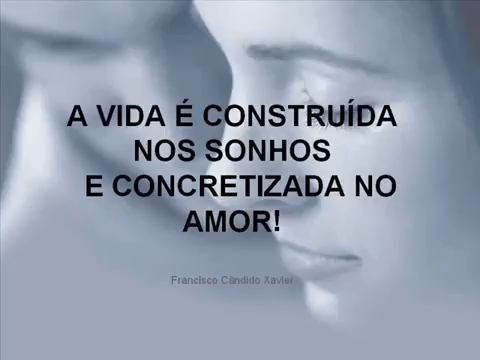 A VIDA É CONSTRUÍDA
NOS SONHOS
E CONCRETIZADA NO
AMOR!
Francisco Cândido Xavier